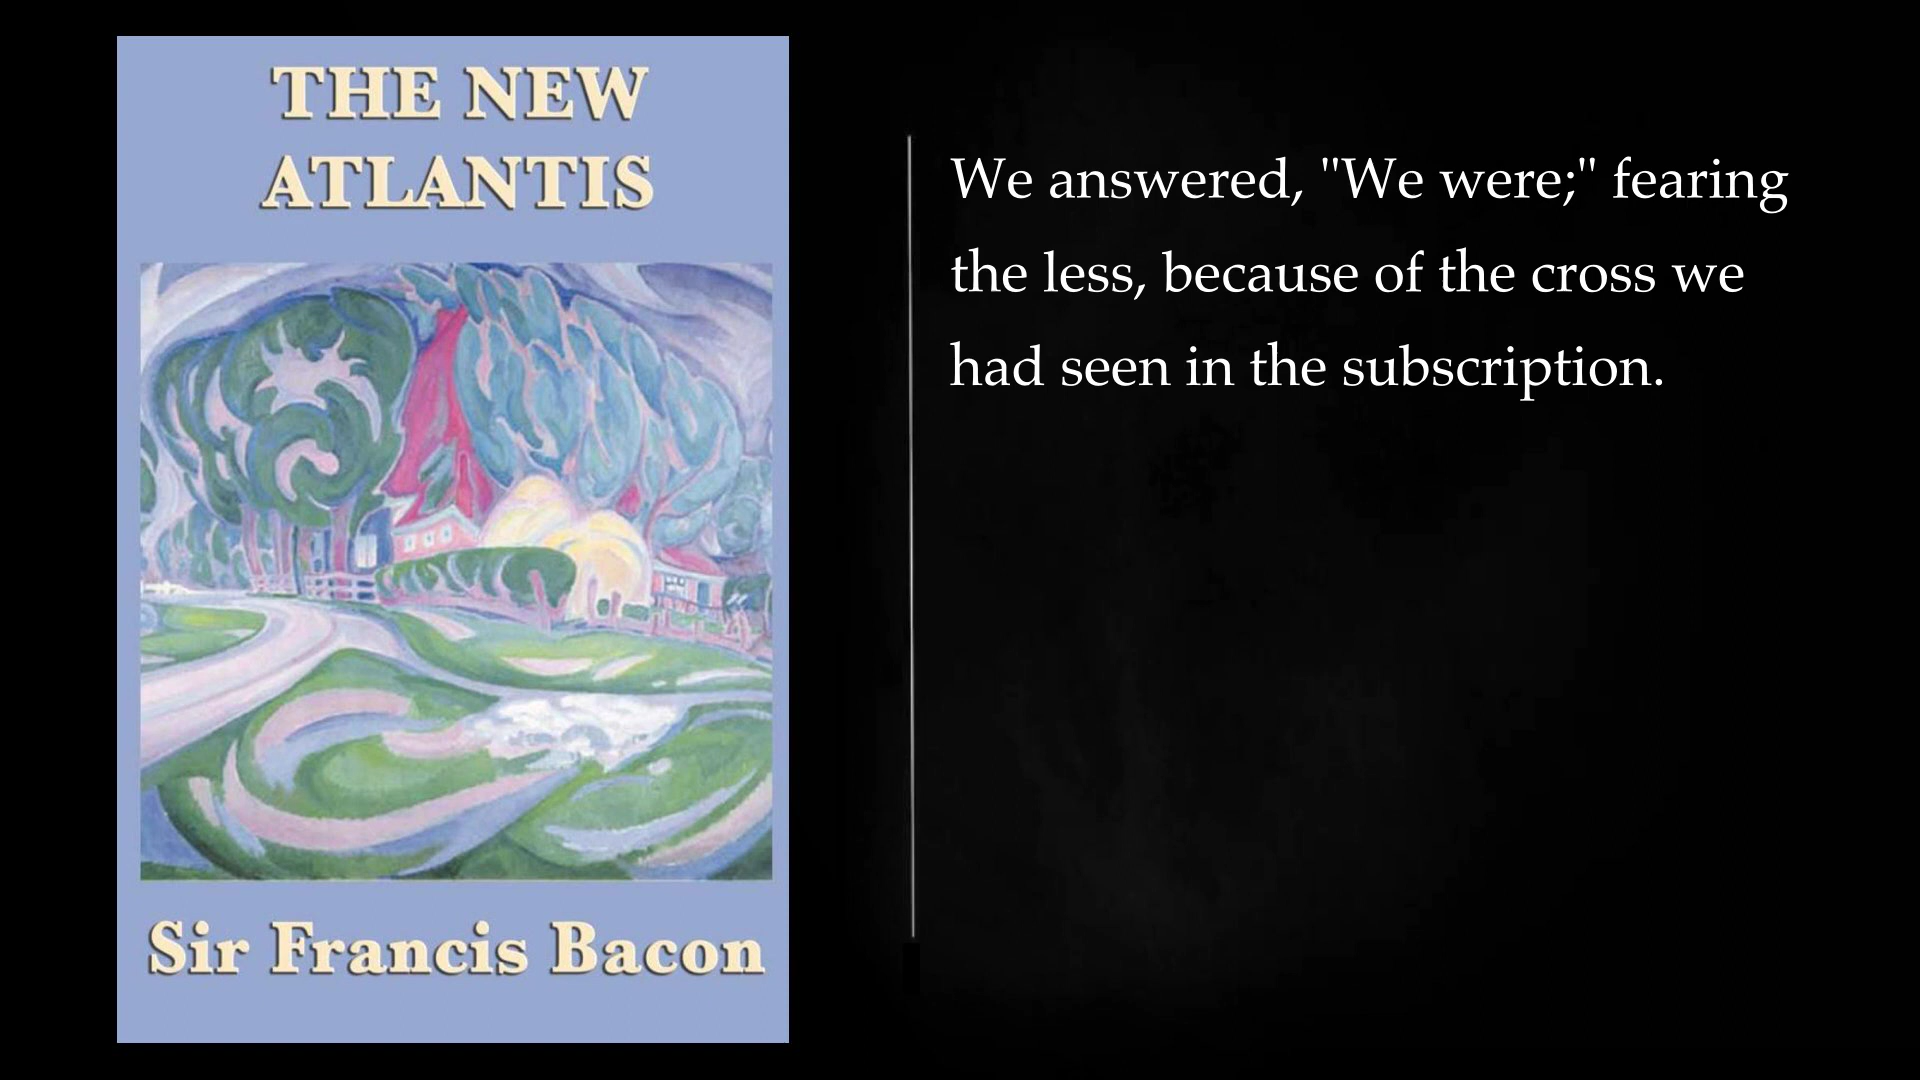 THE NEW
ATLANTIS
Sir Francis Bacon
We answered, "We were;" fearing
the less, because of the cross we
had seen in the subscription.